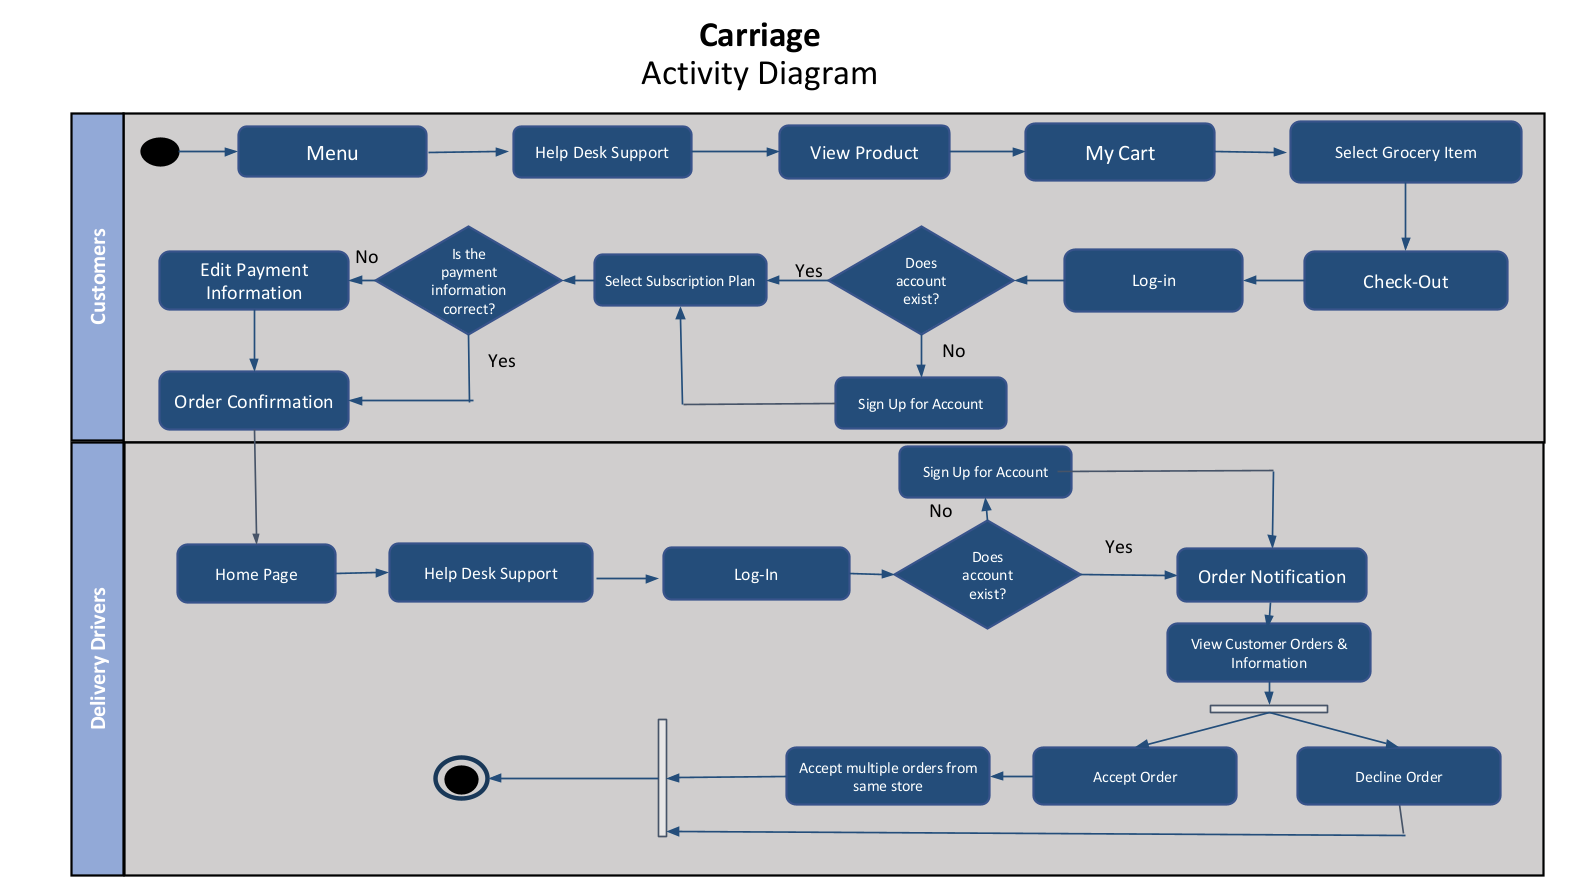 Carriage
Activity Diagram
Customers
Menu
Help Desk Support
View Product
My Cart
Select Grocery Item
Edit Payment
Information
No
Is the
payment
information
correct?
Select Subscription Plan
Yes
Does
account
exist?
Log-in
Check-Out
Yes
No
Order Confirmation
Sign Up for Account
Delivery Drivers
Sign Up for Account
No
Home Page
Help Desk Support
Log-In
Does
account
exist?
Yes
Order Notification
View Customer Orders &
Information
Accept multiple orders from
same store
Accept Order
Decline Order